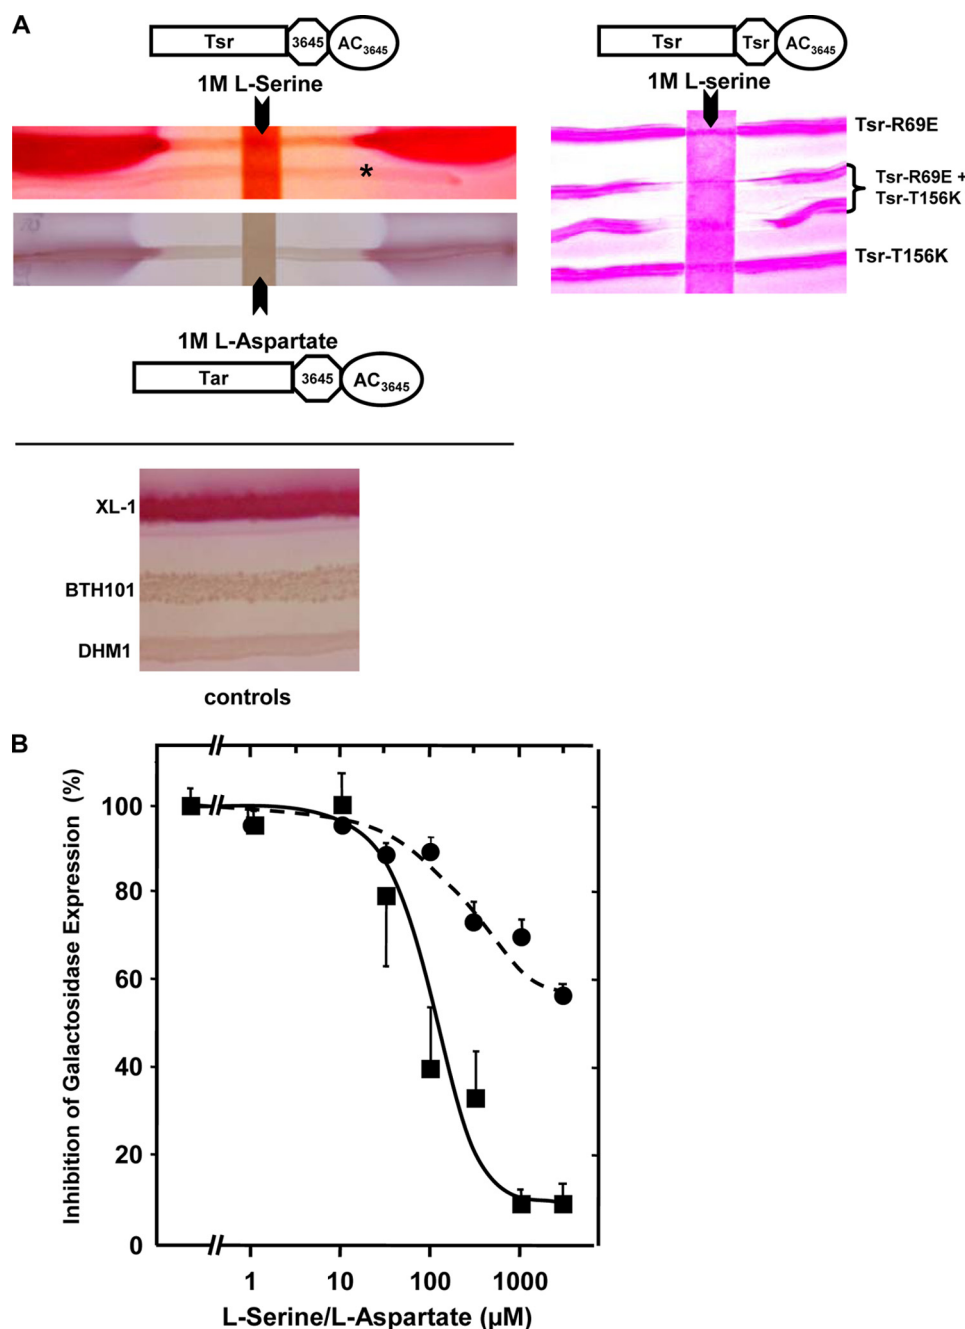 A
Tsr 3645 AC3645
1M L-Serine
*
1M L-Aspartate
Tar 3645 AC3645
Tsr Tsr AC3645
1M L-serine
Tsr-R69E
Tsr-R69E +
Tsr-T156K
Tsr-T156K
XL-1
BTH101
DHM1
controls
B
Inhibition of Galactosidase Expression (%)
100
80
60
40
20
0
1 10 100 1000
L-Serine/L-Aspartate (µM)